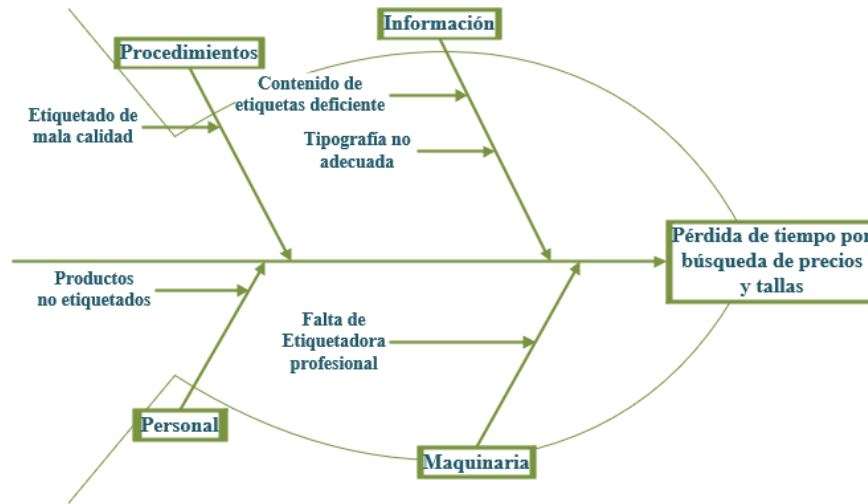 Información
Procedimientos
Contenido de
etiquetas deficiente
Etiquetado de
mala calidad
Tipografía no
adecuada
Pérdida de tiempo por
búsqueda de precios
y tallas
Productos
no etiquetados
Falta de
Etiquetadora
profesional
Personal
Maquinaria